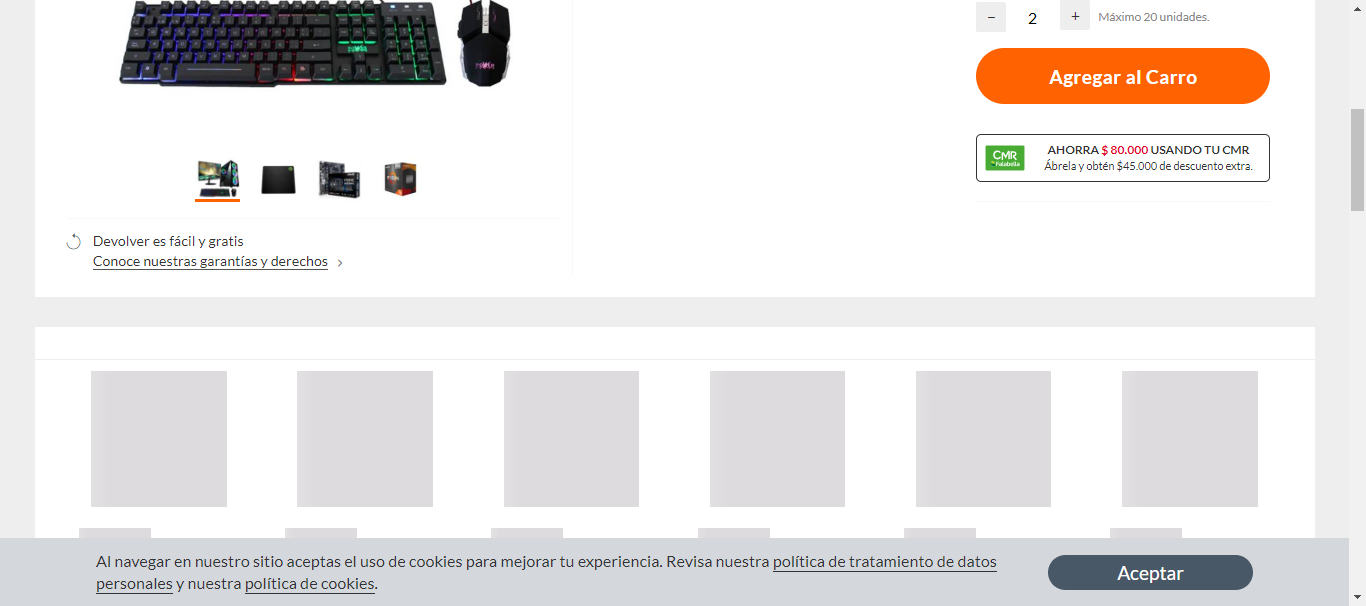 − 2 + Máximo 20 unidades.
Agregar al Carro
CMR
Falabella
AHORRA $ 80.000 USANDO TU CMR
Ábrela y obtén $45.000 de descuento extra.
Devolver es fácil y gratis
Conoce nuestras garantías y derechos
Al navegar en nuestro sitio aceptas el uso de cookies para mejorar tu experiencia. Revisa nuestra política de tratamiento de datos
personales y nuestra política de cookies.
Aceptar